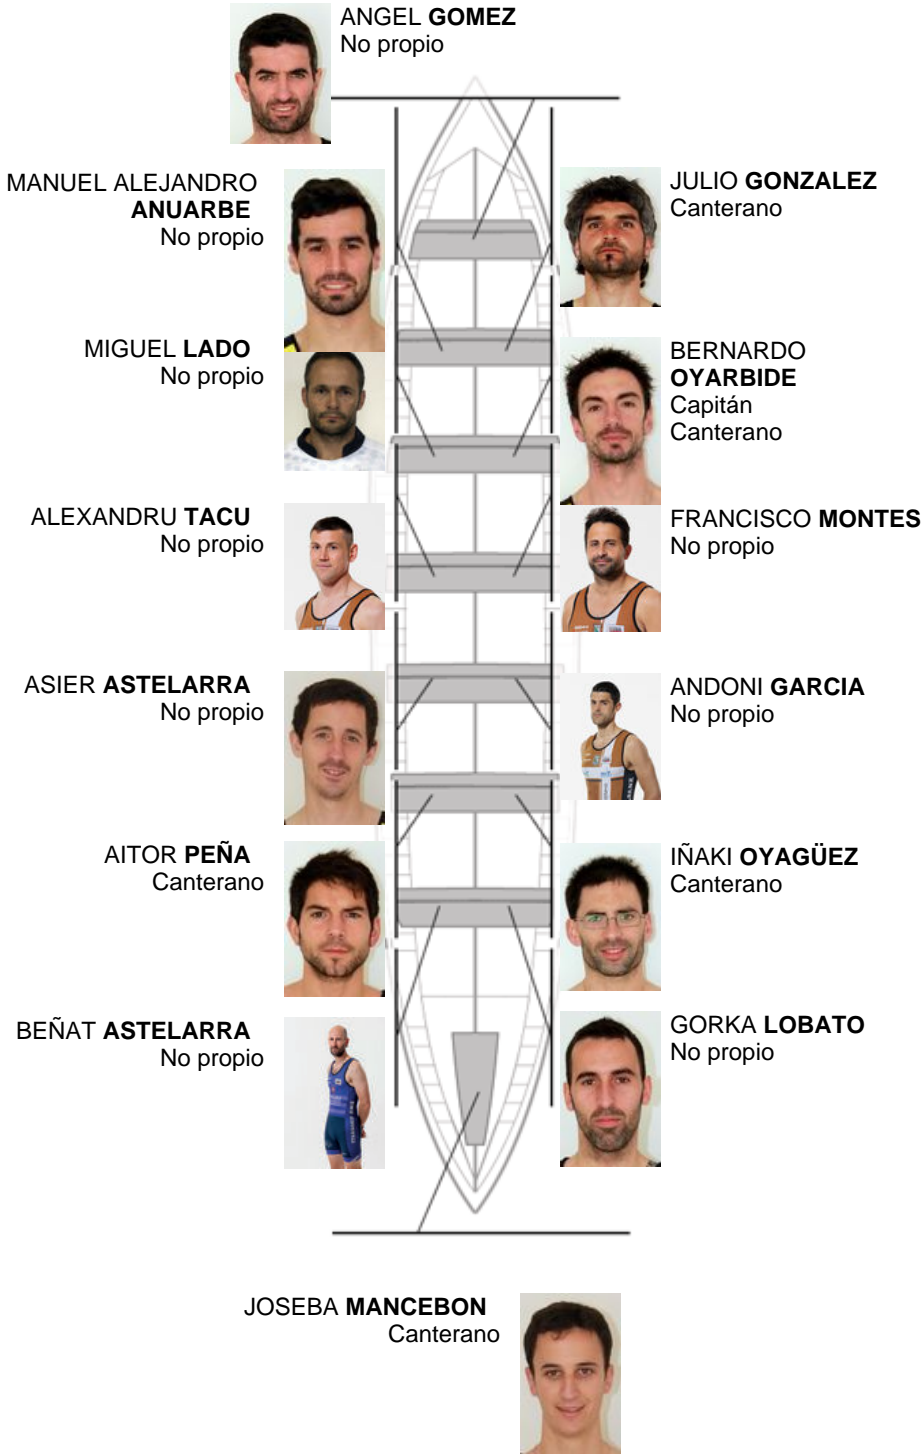 ANGEL GOMEZ
No propio
MANUEL ALEJANDRO
ANUARBE
No propio
JULIO GONZALEZ
Canterano
MIGUEL LADO
No propio
BERNARDO
OYARBIDE
Capitán
Canterano
ALEXANDRU TACU
No propio
FRANCISCO MONTES
No propio
ASIER ASTELARRA
No propio
ANDONI GARCIA
No propio
AITOR PEÑA
Canterano
IÑAKI OYAGÜEZ
Canterano
BEÑAT ASTELARRA
No propio
GORKA LOBATO
No propio
JOSEBA MANCEBON
Canterano